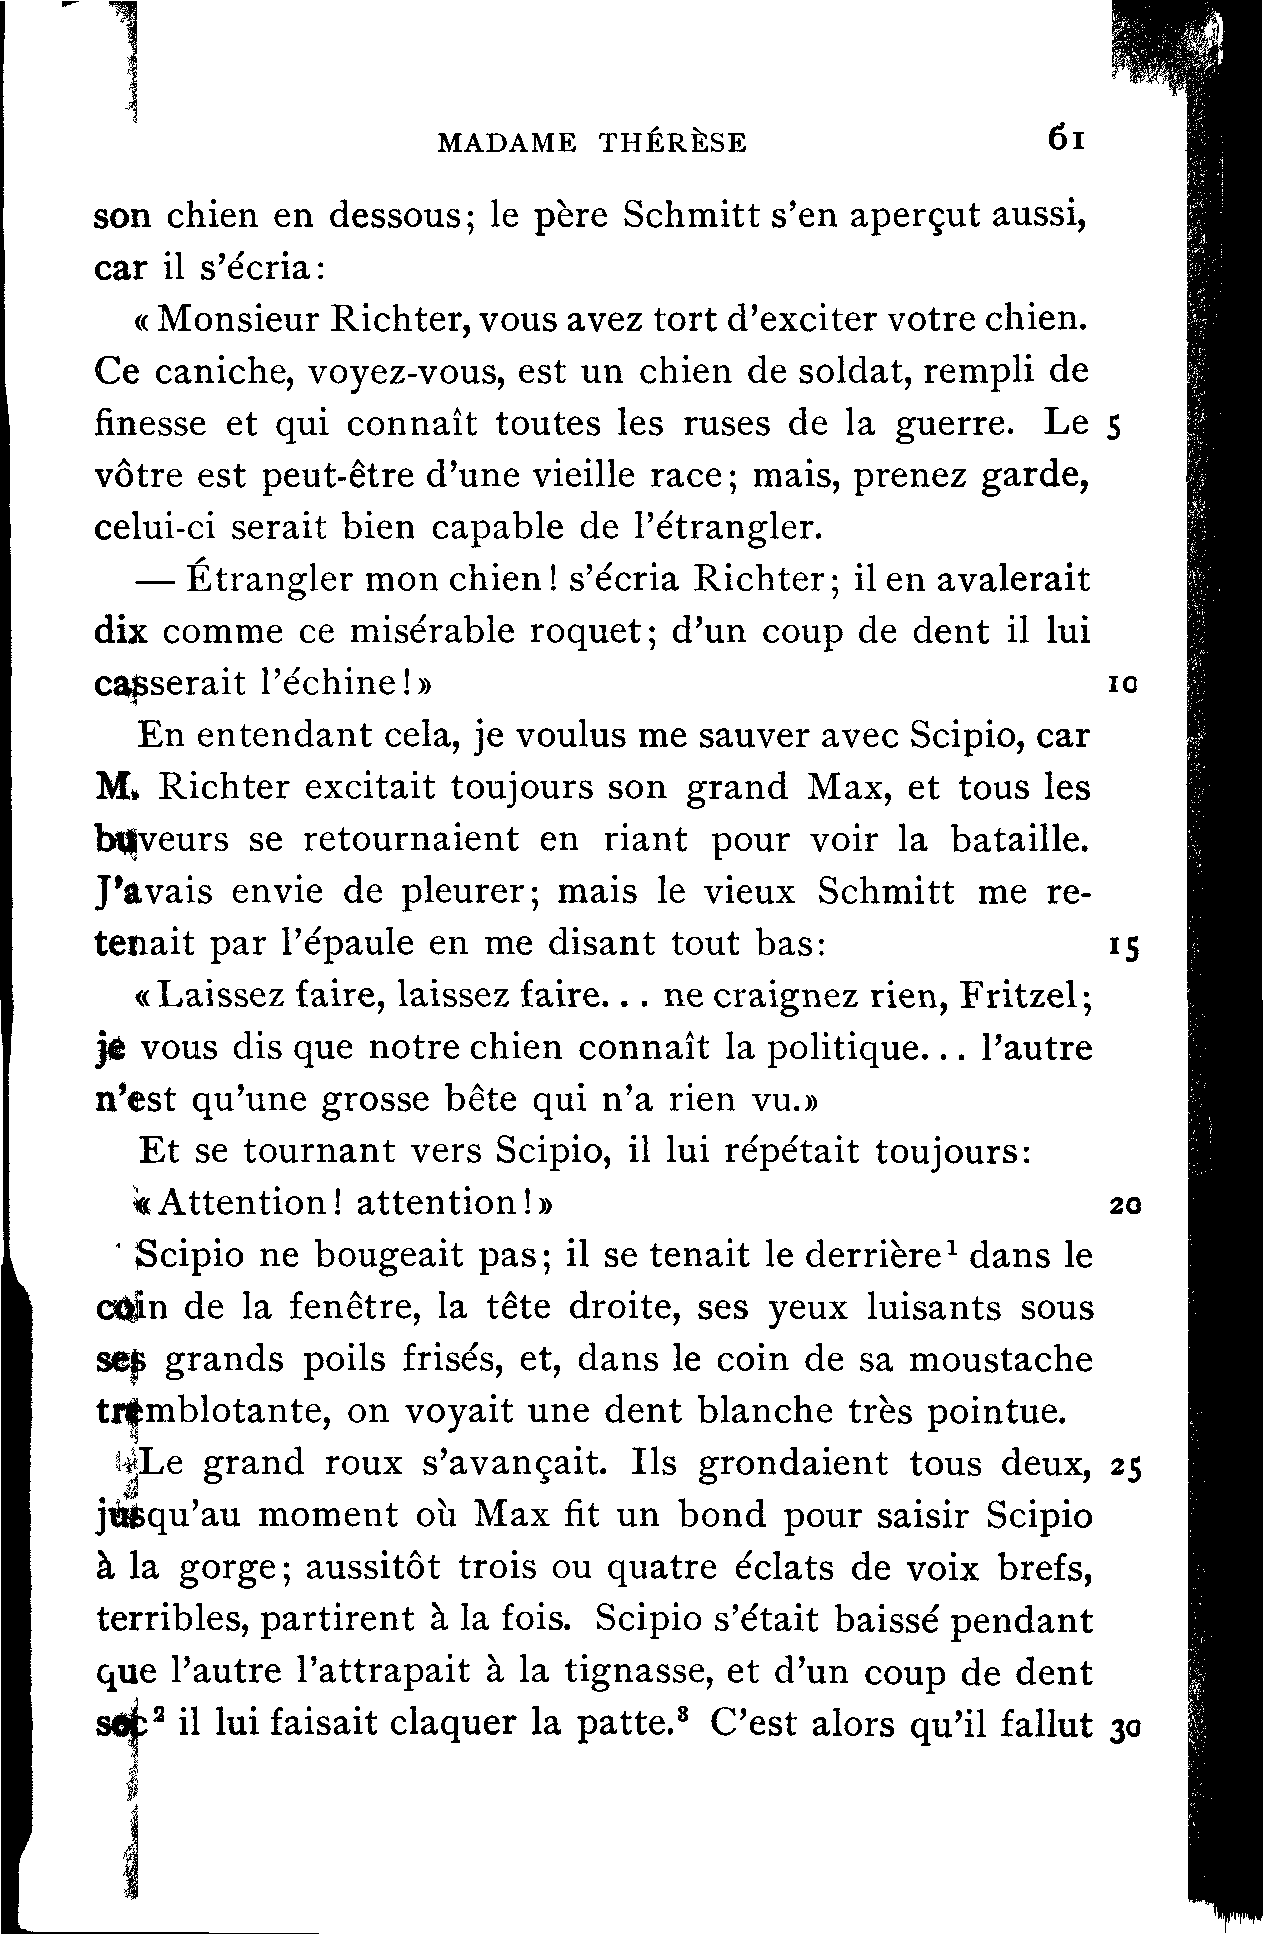 MADAME THÉRÈSE 61
son chien en dessous; le père Schmitt s'en aperçut aussi,
car il s'écria:
« Monsieur Richter, vous avez tort d'exciter votre chien.
Ce caniche, voyez-vous, est un chien de soldat, rempli de
finesse et qui connaît toutes les ruses de la guerre. Le 5
vôtre est peut-être d'une vieille race; mais, prenez garde,
celui-ci serait bien capable de l'étrangler.
— Étrangler mon chien! s'écria Richter; il en avalerait
dix comme ce misérable roquet; d'un coup de dent il lui
casserait l'échine!» 10
En entendant cela, je voulus me sauver avec Scipio, car
M. Richter excitait toujours son grand Max, et tous les
buveurs se retournaient en riant pour voir la bataille.
J'avais envie de pleurer; mais le vieux Schmitt me re-
tenait par l'épaule en me disant tout bas: 15
«Laissez faire, laissez faire... ne craignez rien, Fritzel;
je vous dis que notre chien connaît la politique... l'autre
n'est qu'une grosse bête qui n'a rien vu.»
Et se tournant vers Scipio, il lui répétait toujours:
«Attention! attention!» 20
Scipio ne bougeait pas; il se tenait le derrière¹ dans le
coin de la fenêtre, la tête droite, ses yeux luisants sous
ses grands poils frisés, et, dans le coin de sa moustache
tremblotante, on voyait une dent blanche très pointue.
Le grand roux s'avançait. Ils grondaient tous deux, 25
jusqu'au moment où Max fit un bond pour saisir Scipio
à la gorge; aussitôt trois ou quatre éclats de voix brefs,
terribles, partirent à la fois. Scipio s'était baissé pendant
que l'autre l'attrapait à la tignasse, et d'un coup de dent
sec² il lui faisait claquer la patte.³ C'est alors qu'il fallut 30